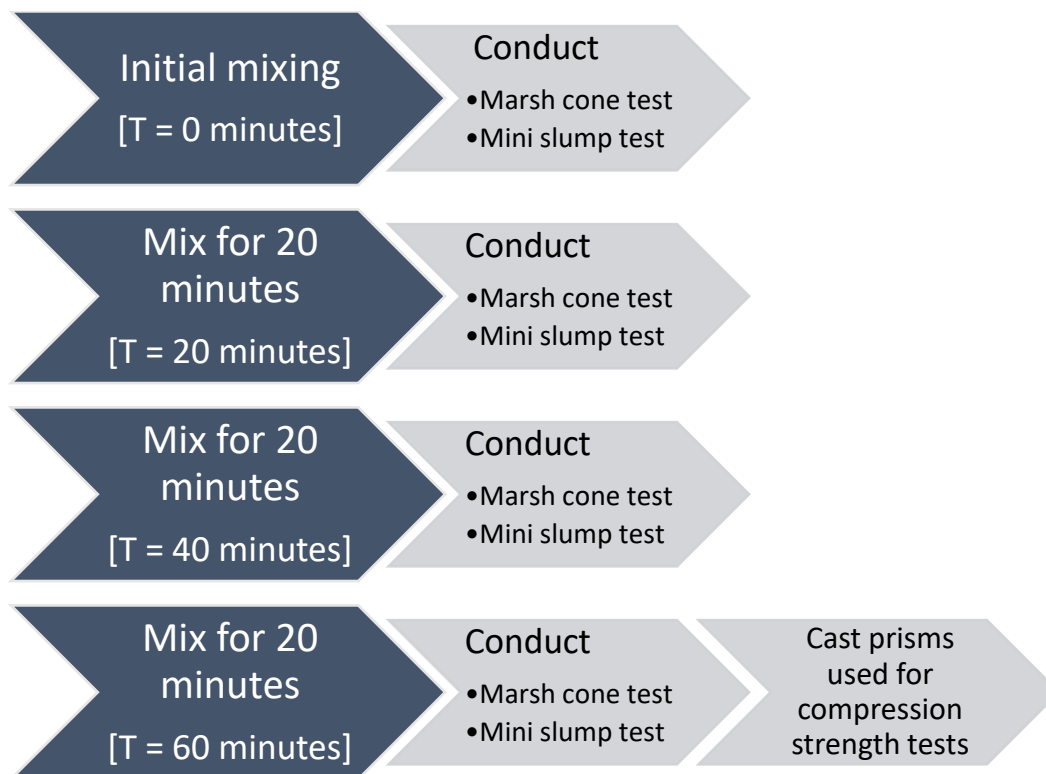 Initial mixing
[T = 0 minutes]
Conduct
•Marsh cone test
•Mini slump test
Mix for 20
minutes
[T = 20 minutes]
Conduct
•Marsh cone test
•Mini slump test
Mix for 20
minutes
[T = 40 minutes]
Conduct
•Marsh cone test
•Mini slump test
Mix for 20
minutes
[T = 60 minutes]
Conduct
•Marsh cone test
•Mini slump test
Cast prisms
used for
compression
strength tests